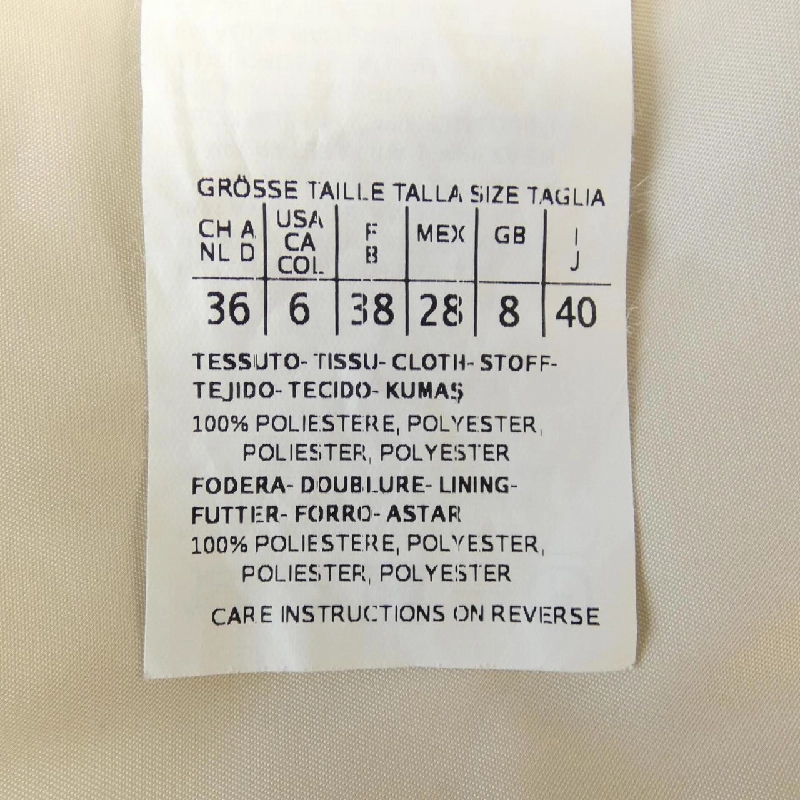 GRÖSSE TAILLE TALLA SIZE TAGLIA
CH A NL D USA CA COL F B MEX GB I J
36 6 38 28 8 40
TESSUTO- TISSU- CLOTH- STOFF-
TEJIDO- TECIDO- KUMAŞ
100% POLIESTERE, POLYESTER,
POLIESTER, POLYESTER
FODERA- DOUBLURE- LINING-
FUTTER- FORRO- ASTAR
100% POLIESTERE, POLYESTER,
POLIESTER, POLYESTER
CARE INSTRUCTIONS ON REVERSE